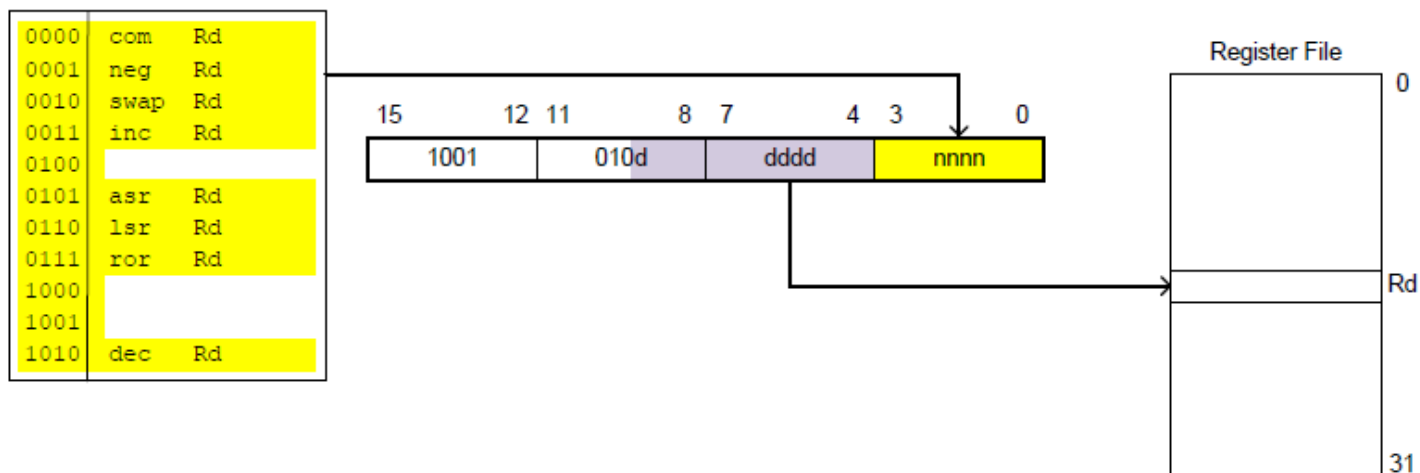 0000 com Rd
0001 neg Rd
0010 swap Rd
0011 inc Rd
0100
0101 asr Rd
0110 lsr Rd
0111 ror Rd
1000
1001
1010 dec Rd
15 12 11 8 7 4 3 0
1001 010d dddd nnnn
Register File
0
Rd
31